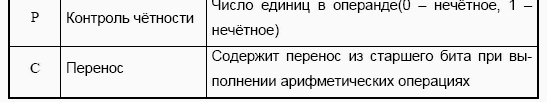 P Контроль чётности Число единиц в операнде(0 – нечётное, 1 –
нечётное)
C Перенос Содержит перенос из старшего бита при вы-
полнении арифметических операциях